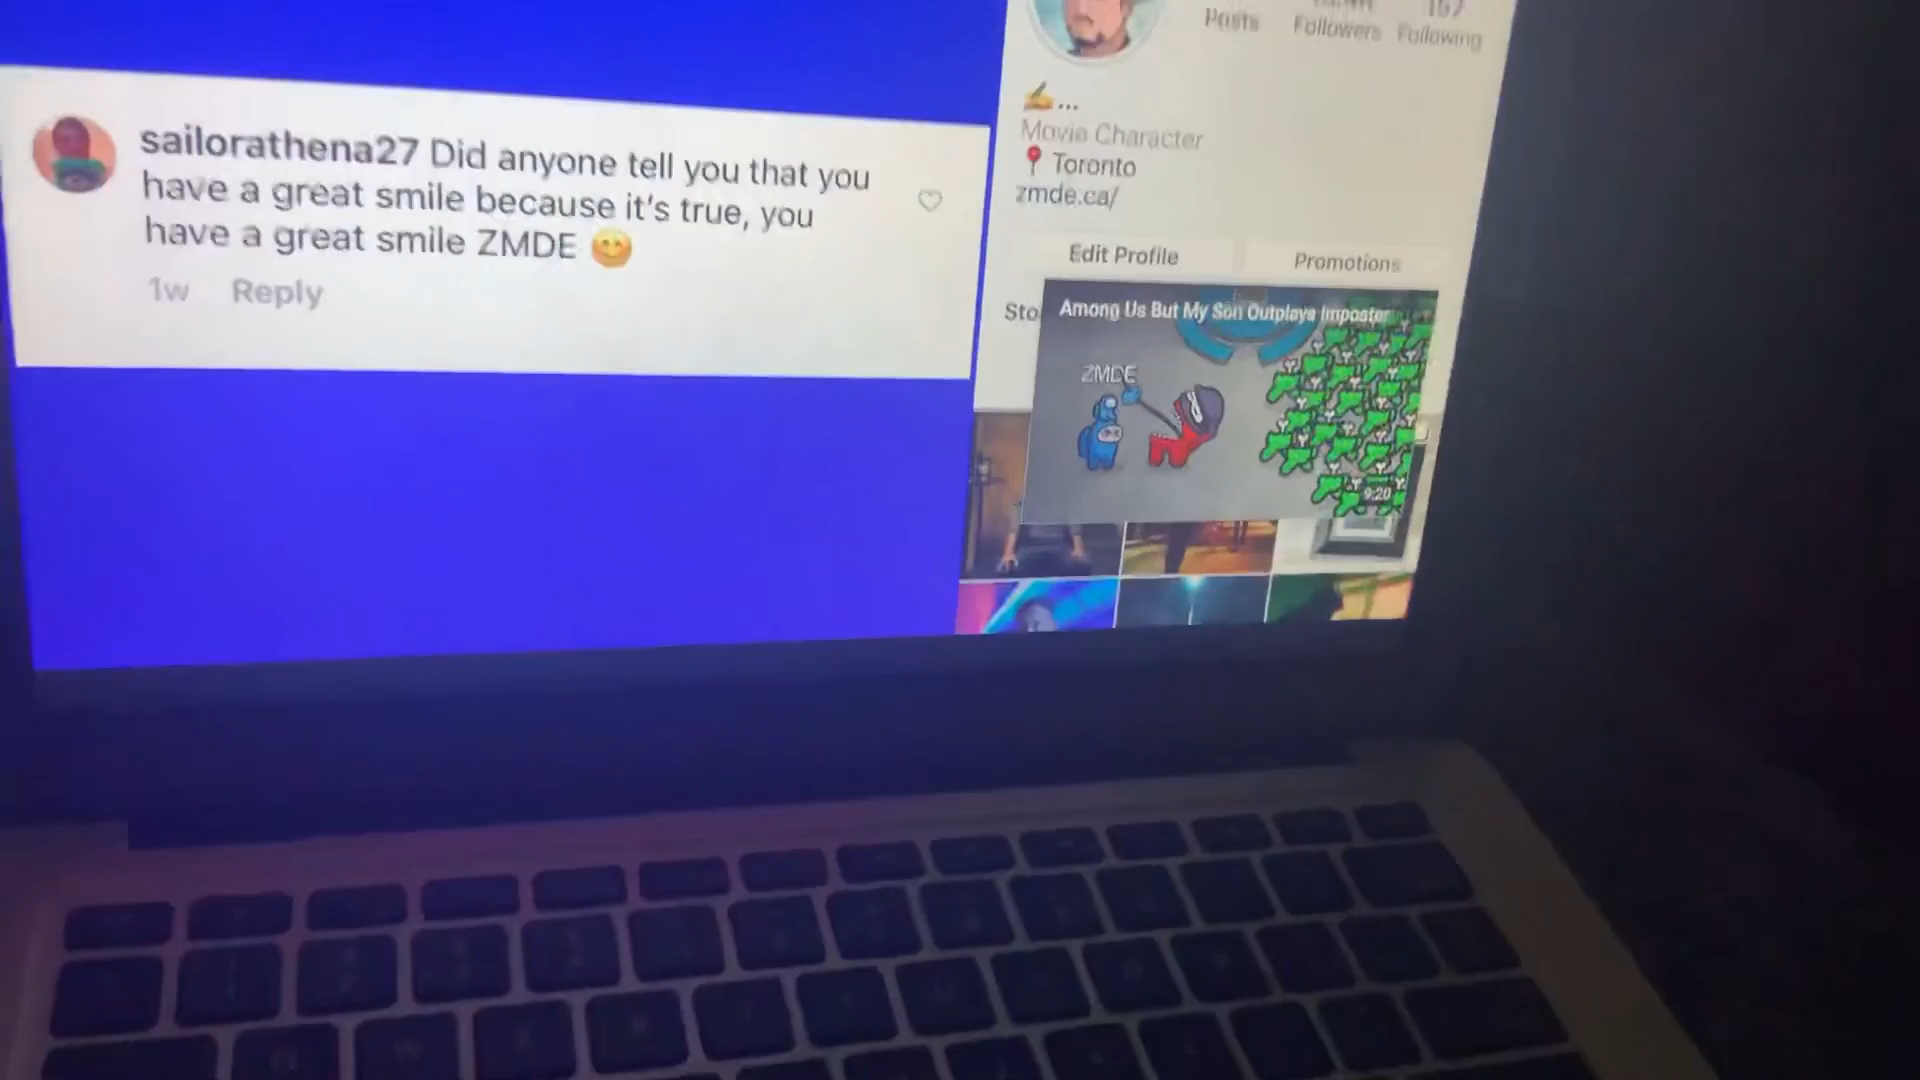 sailorathena27 Did anyone tell you that you
have a great smile because it's true, you
have a great smile ZMDE 😊
1w Reply
157
Posts Followers Following
✍️...
Movie Character
📍 Toronto
zmde.ca/
Edit Profile Promotions
Sto
Among Us But My Son Outplays Imposter
ZMDE
9:20